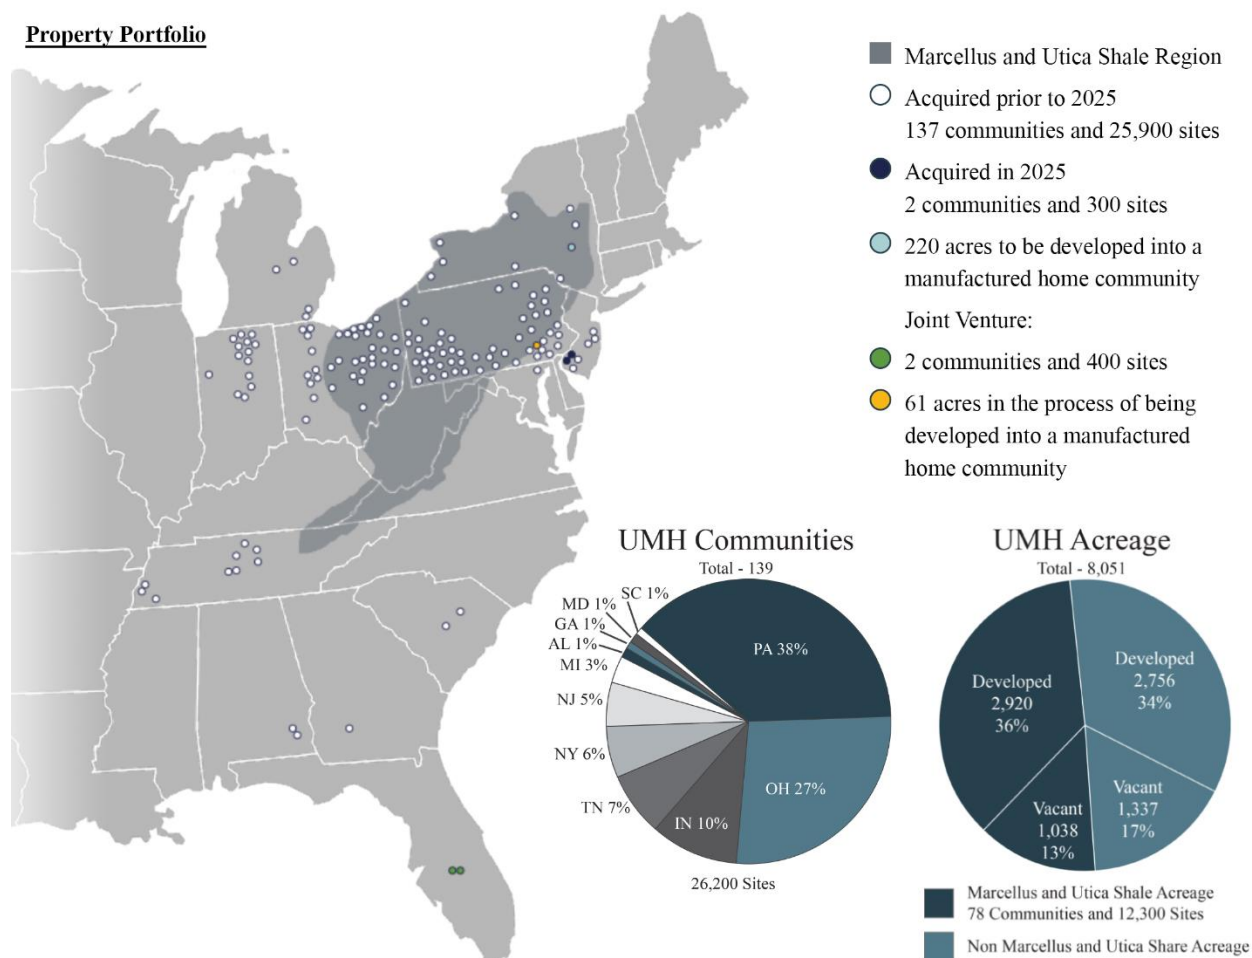 Property Portfolio
Marcellus and Utica Shale Region
Acquired prior to 2025
137 communities and 25,900 sites
Acquired in 2025
2 communities and 300 sites
220 acres to be developed into a
manufactured home community
Joint Venture:
2 communities and 400 sites
61 acres in the process of being
developed into a manufactured
home community
UMH Communities
Total - 139
SC 1%
MD 1%
GA 1%
AL 1%
MI 3%
NJ 5%
NY 6%
TN 7%
IN 10%
OH 27%
PA 38%
26,200 Sites
UMH Acreage
Total - 8,051
Developed
2,920
36%
Developed
2,756
34%
Vacant
1,038
13%
Vacant
1,337
17%
Marcellus and Utica Shale Acreage
78 Communities and 12,300 Sites
Non Marcellus and Utica Share Acreage